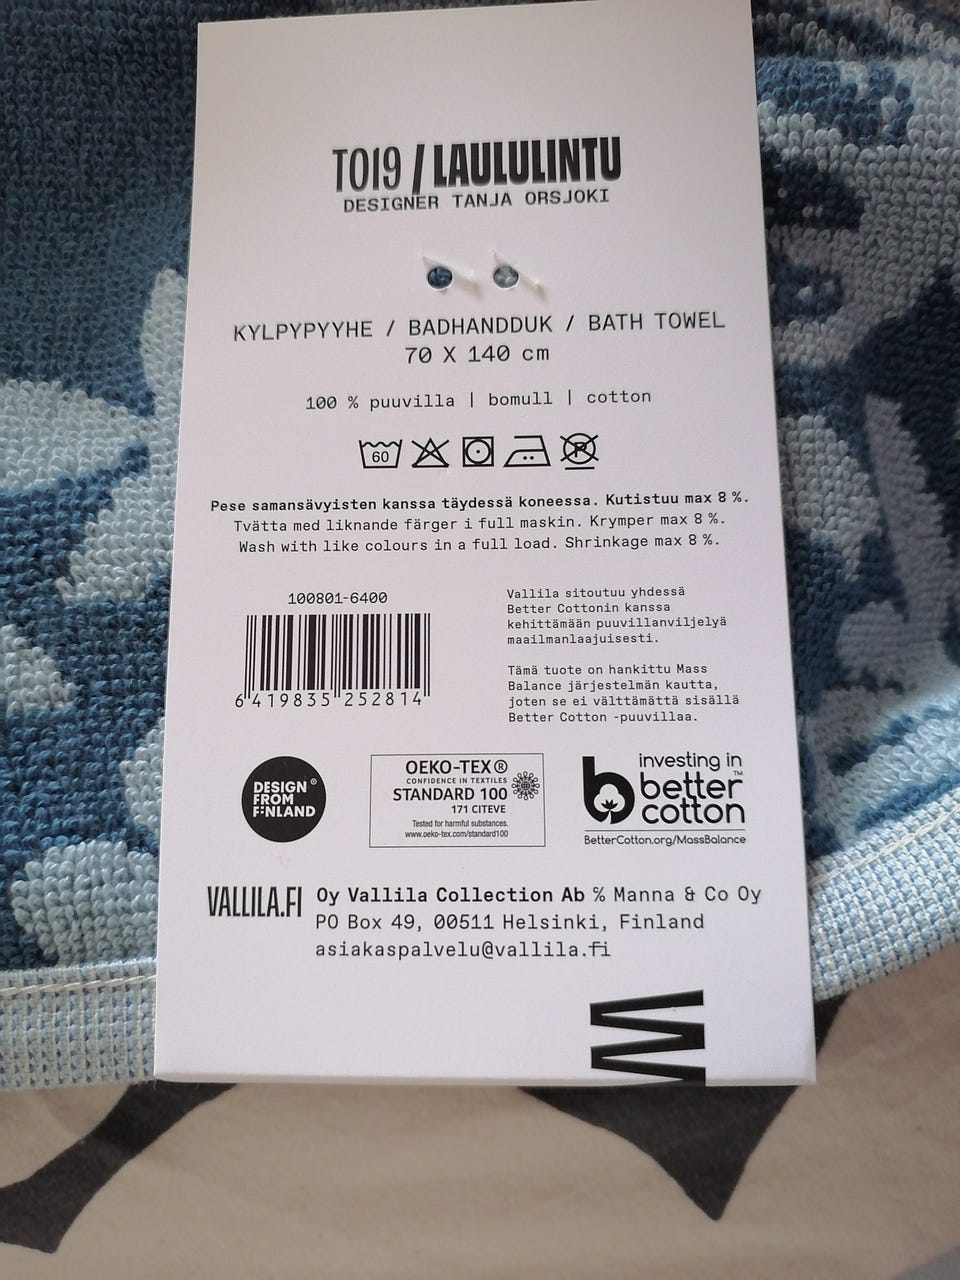 TO19 / LAULULINTU
DESIGNER TANJA ORSJOKI
KYLPYPYYHE / BADHANDDUK / BATH TOWEL
70 X 140 cm
100 % puuvilla | bomull | cotton
60
P
Pese samansävyisten kanssa täydessä koneessa. Kutistuu max 8 %.
Tvätta med liknande färger i full maskin. Krymper max 8 %.
Wash with like colours in a full load. Shrinkage max 8 %.
100801-6400
6 419835 252814
Vallila sitoutuu yhdessä
Better Cottonin kanssa
kehittämään puuvillanviljelyä
maailmanlaajuisesti.
Tämä tuote on hankittu Mass
Balance järjestelmän kautta,
joten se ei välttämättä sisällä
Better Cotton -puuvillaa.
DESIGN®
FROM
FINLAND
OEKO-TEX®
CONFIDENCE IN TEXTILES
STANDARD 100
171 CITEVE
Tested for harmful substances.
www.oeko-tex.com/standard100
investing in
better™
cotton
BetterCotton.org/MassBalance
VALLILA.FI
Oy Vallila Collection Ab % Manna & Co Oy
PO Box 49, 00511 Helsinki, Finland
asiakaspalvelu@vallila.fi